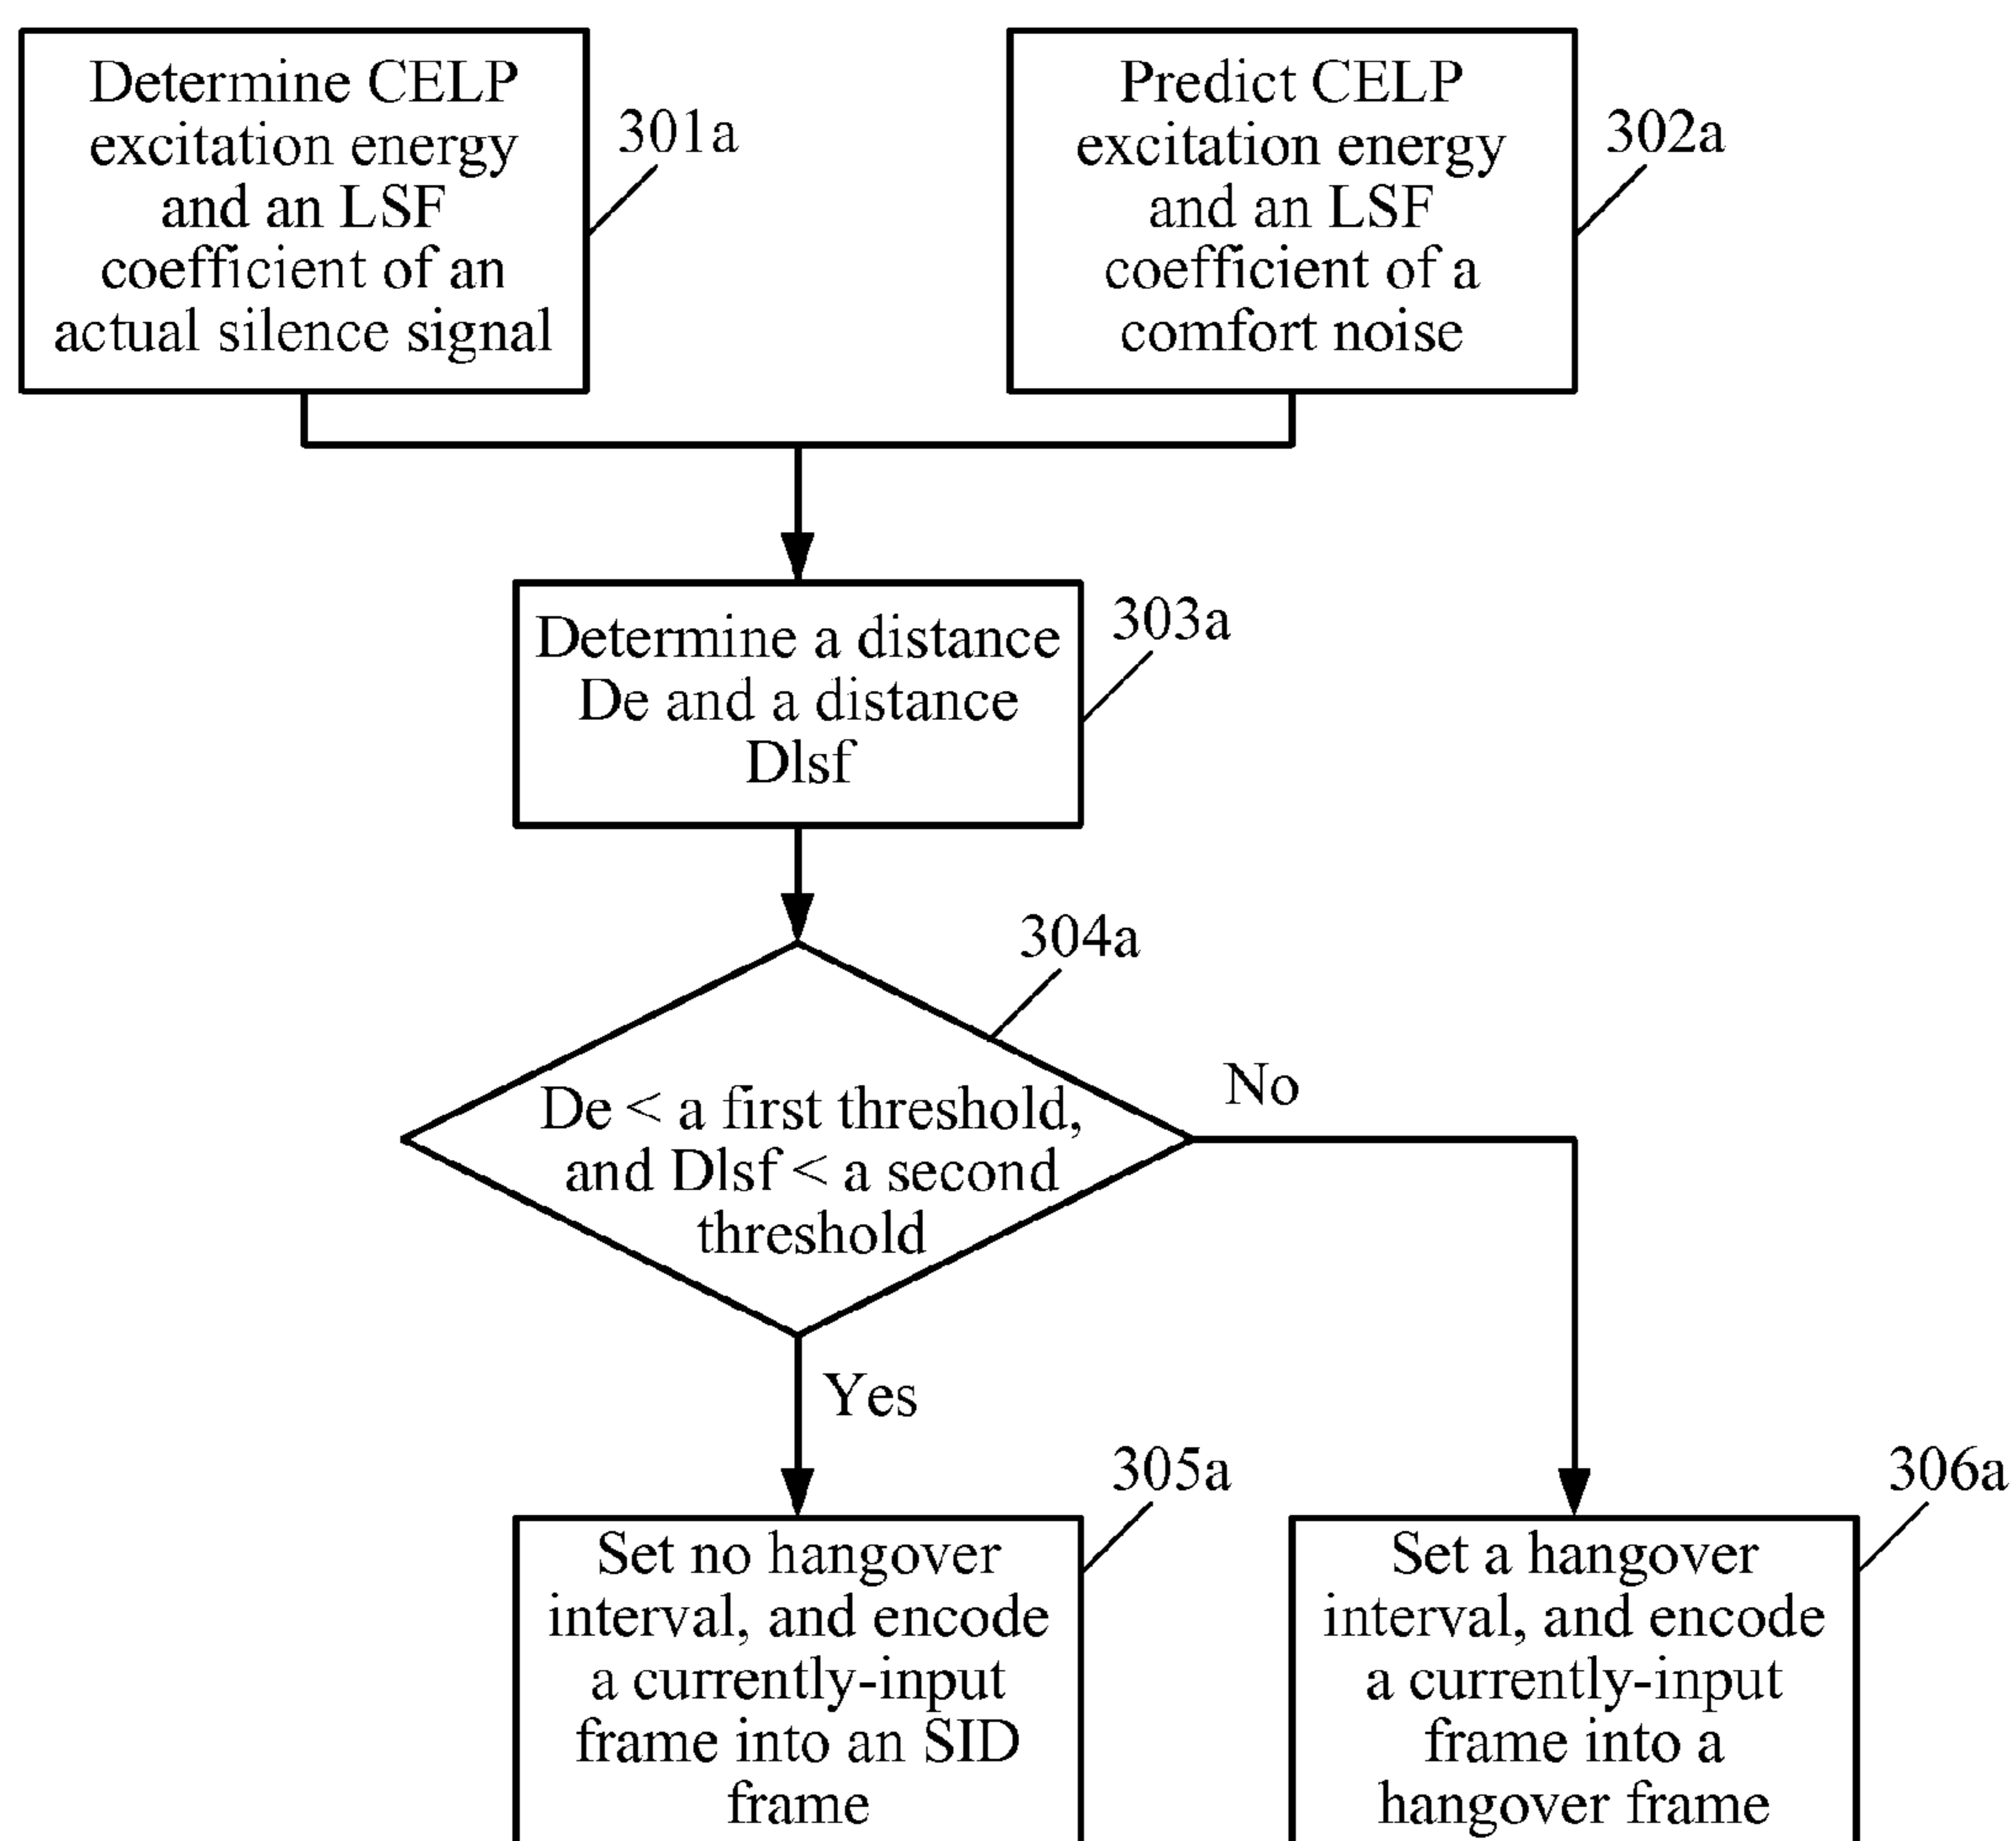 Determine CELP
excitation energy
and an LSF
coefficient of an
actual silence signal
301a
Predict CELP
excitation energy
and an LSF
coefficient of a
comfort noise
302a
Determine a distance
De and a distance
Dlsf
303a
304a
De < a first threshold,
and Dlsf < a second
threshold
No
Yes
305a
Set no hangover
interval, and encode
a currently-input
frame into an SID
frame
306a
Set a hangover
interval, and encode
a currently-input
frame into a
hangover frame